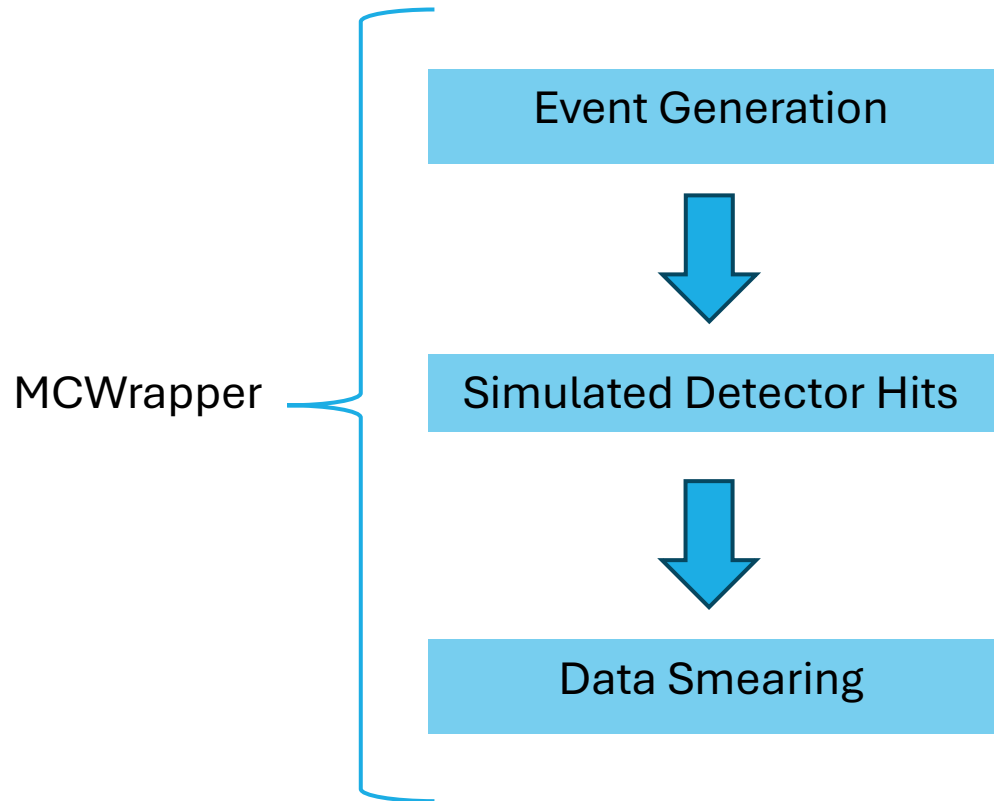 Event Generation
MCWrapper
Simulated Detector Hits
Data Smearing